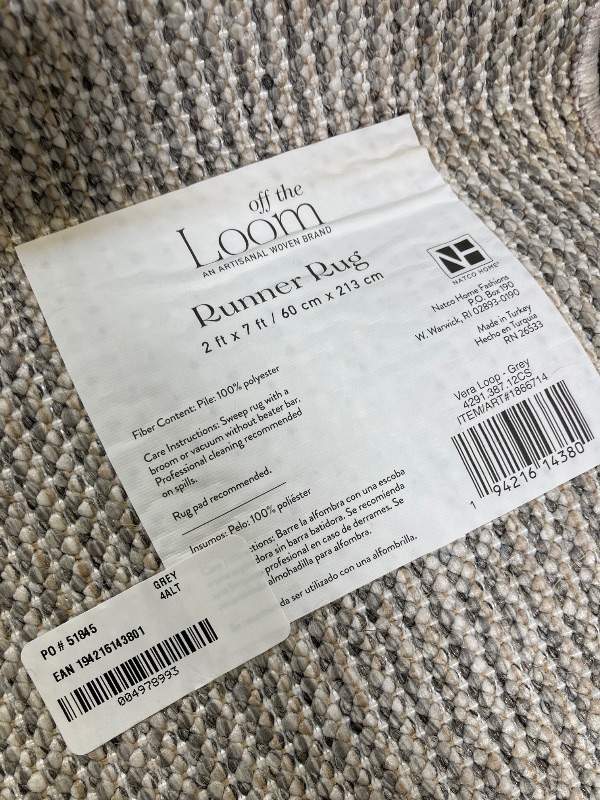 off the
Loom
AN ARTISANAL WOVEN BRAND
Runner Rug
2 ft x 7 ft / 60 cm x 213 cm
NATCO HOME®
Natco Home Fashions
P.O. Box 190
W. Warwick, RI 02893-0190
Made in Turkey
Hecho en Turquia
RN 26533
Vera Loop - Grey
4291.387.12CS
ITEM/ART#1866714
1 94216 14380
Fiber Content: Pile: 100% polyester
Care Instructions: Sweep rug with a
broom or vacuum without beater bar.
Professional cleaning recommended
on spills.
Rug pad recommended.
Insumos: Pelo: 100% poliéster
tions: Barre la alfombra con una escoba
dora sin barra batidora. Se recomienda
profesional en caso de derrames. Se
almohadilla para alfombra.
da ser utilizado con una alfombrilla.
GREY
4ALT
PO # 51845
EAN 194216143801
004978993